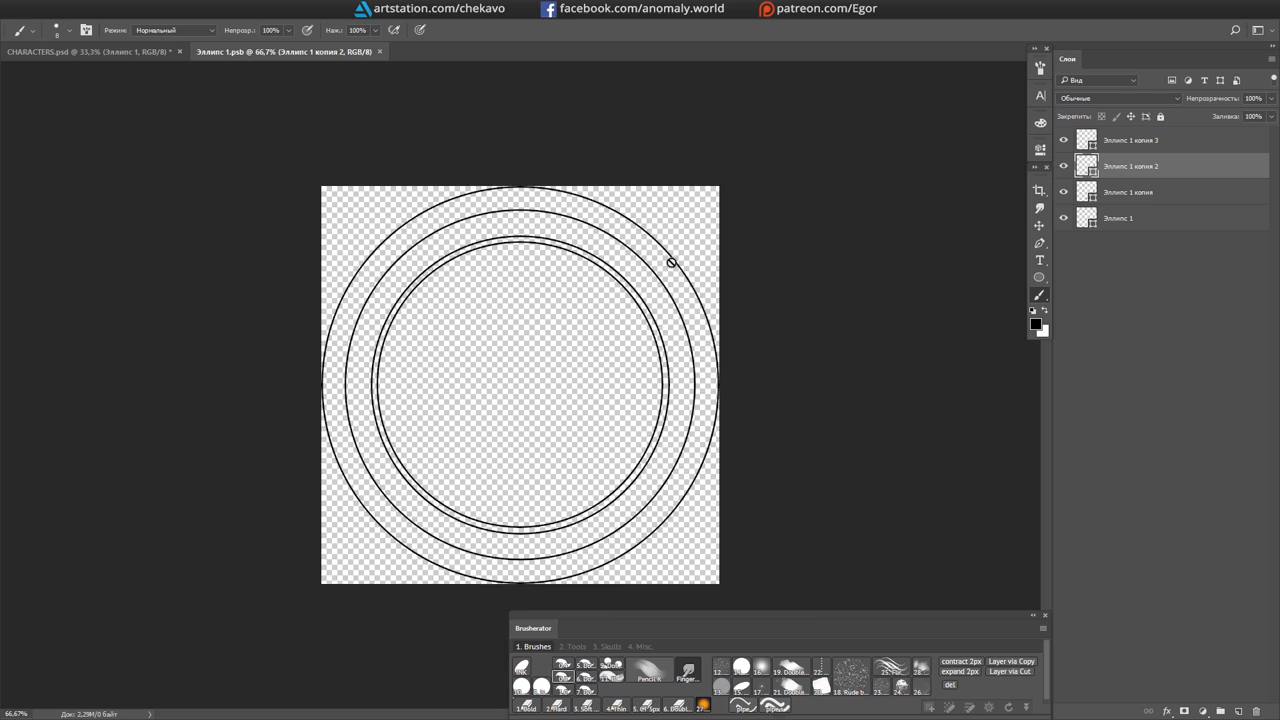 artstation.com/chekavo facebook.com/anomaly.world patreon.com/Egor
8 Режим: Нормальный Непрозр.: 100% Наж.: 100%
CHARACTERS.psd @ 33,3% (Эллипс 1, RGB/8) * × Эллипс 1.psb @ 66,7% (Эллипс 1 копия 2, RGB/8) ×
Слои
Вид
Обычные Непрозрачность: 100%
Закрепить: Заливка: 100%
Эллипс 1 копия 3
Эллипс 1 копия 2
Эллипс 1 копия
Эллипс 1
Brusherator
1. Brushes 2. Tools 3. Skulls 4. Misc.
contract 2px Layer via Copy
expand 2px Layer via Cut
del
Pencil R Finger...
66,67% Док: 2,29M/0 байт